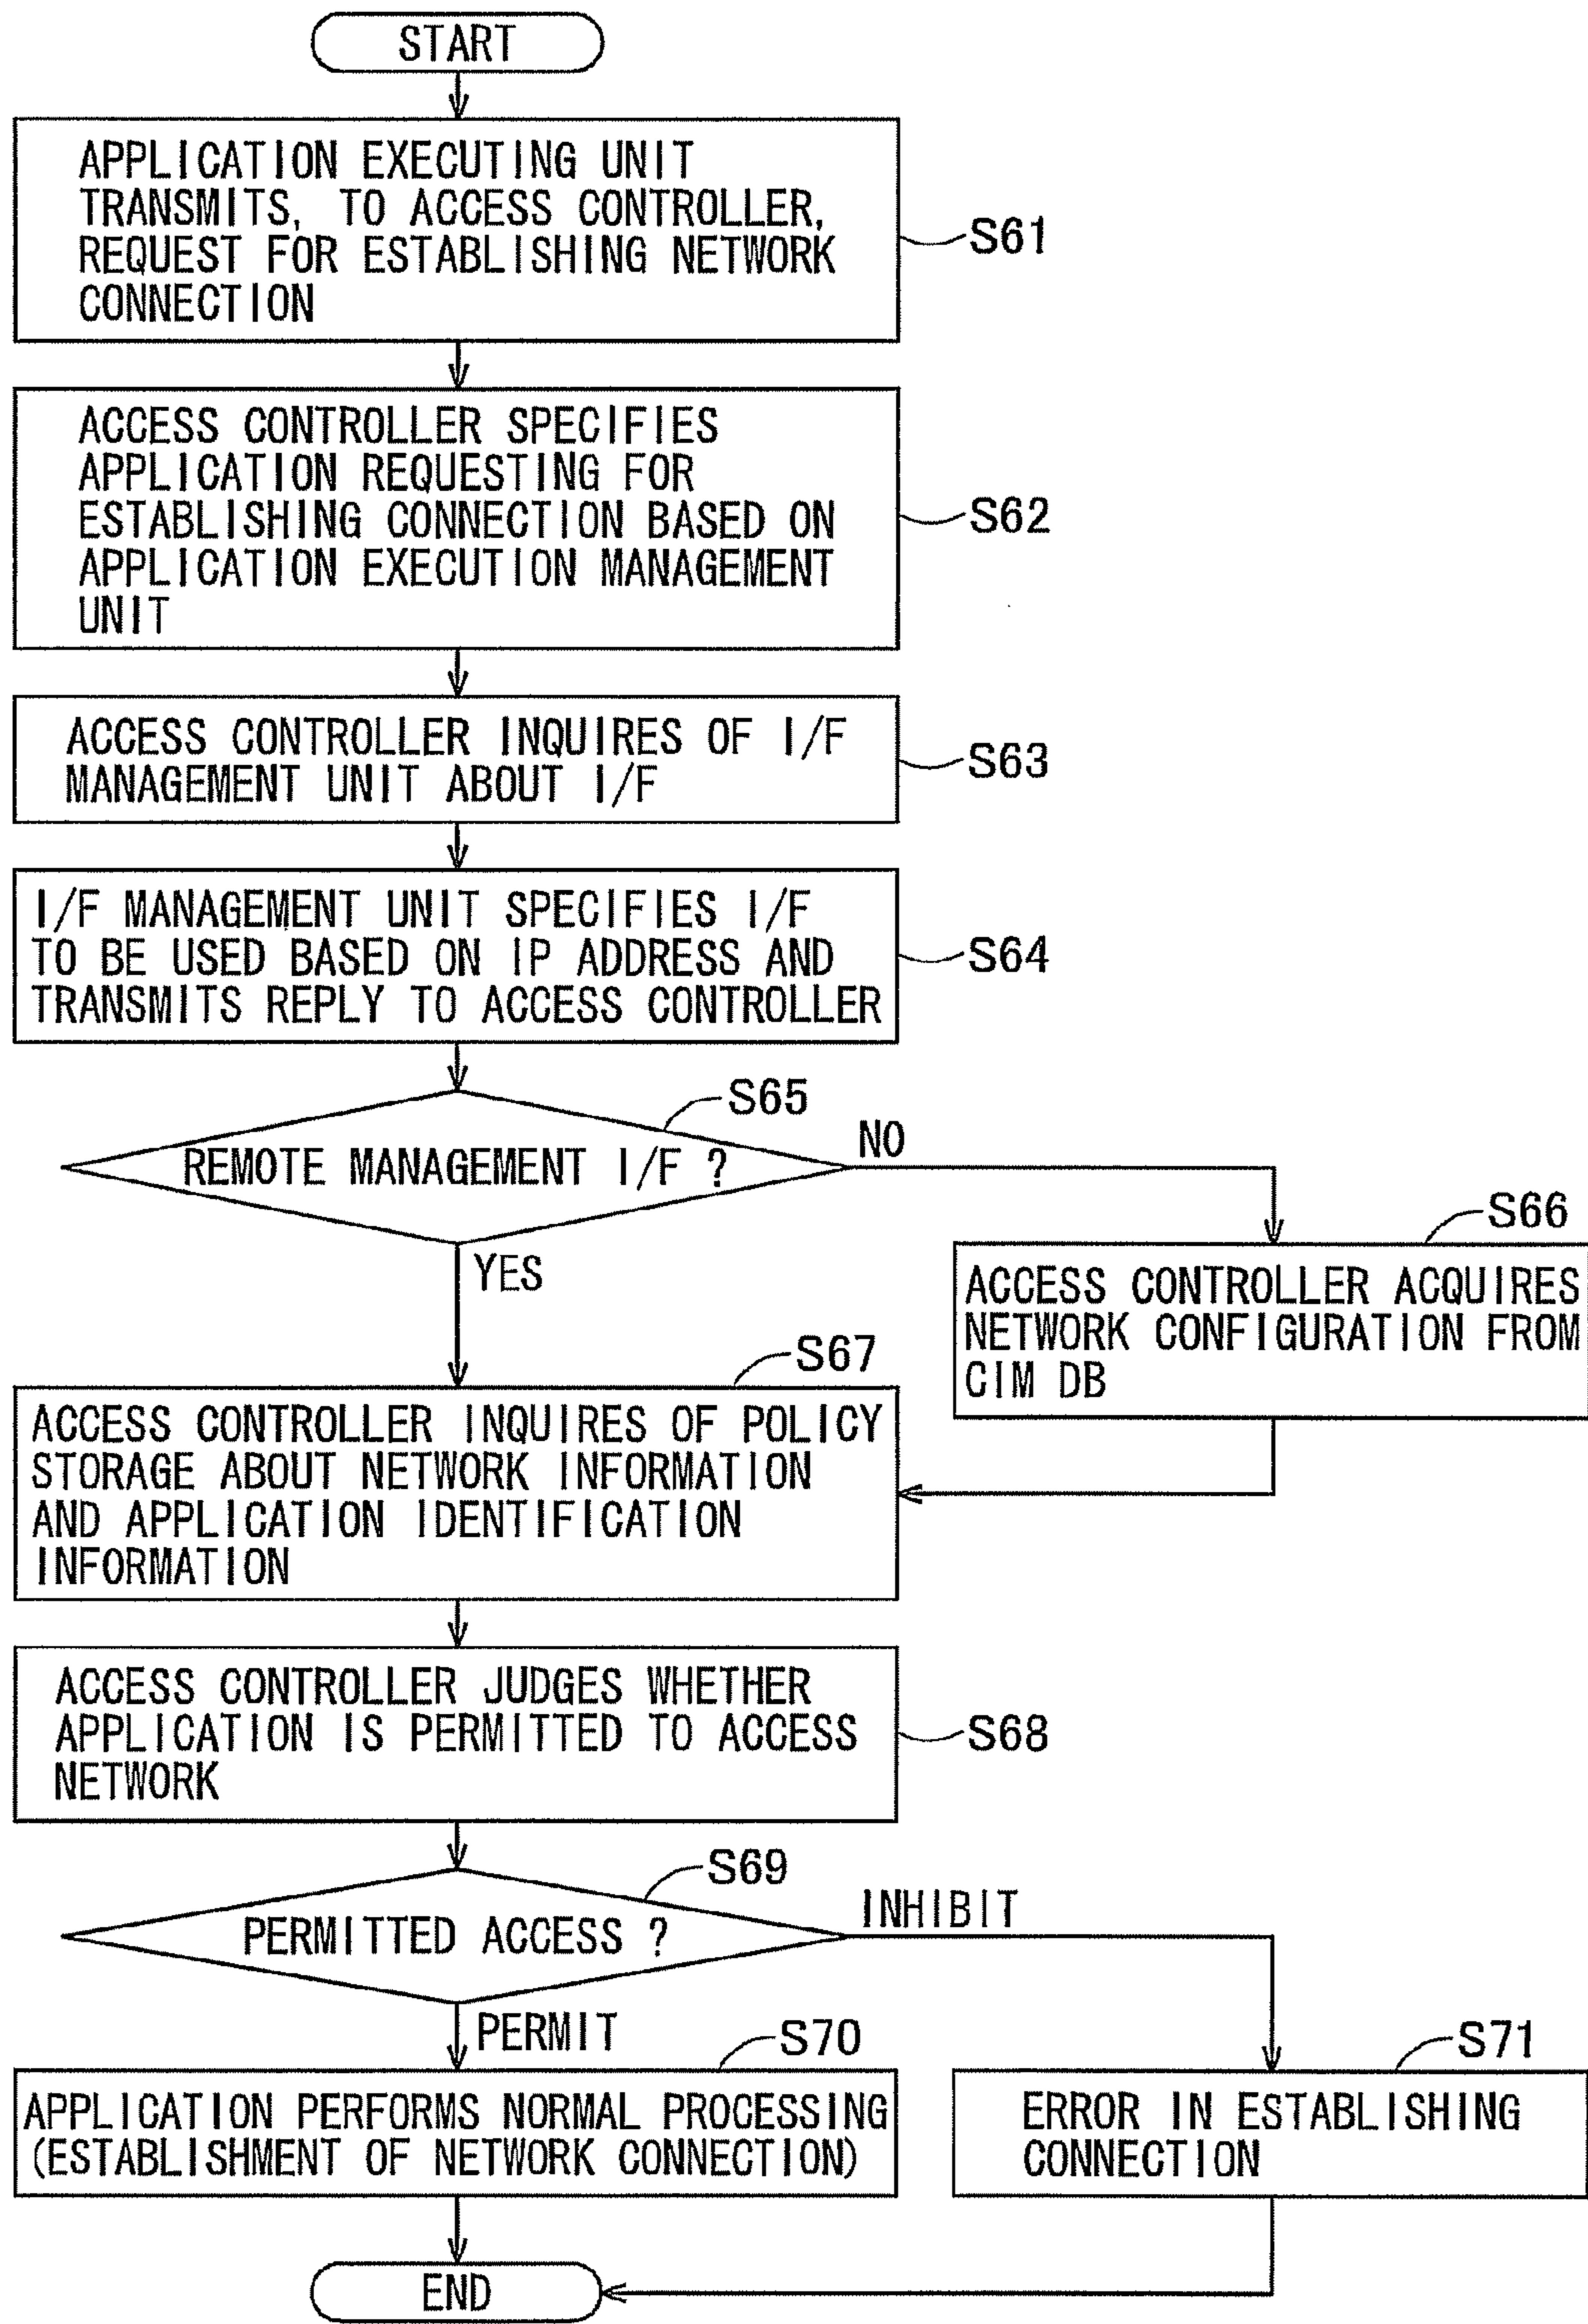 START
APPLICATION EXECUTING UNIT
TRANSMITS, TO ACCESS CONTROLLER,
REQUEST FOR ESTABLISHING NETWORK
CONNECTION
S61
ACCESS CONTROLLER SPECIFIES
APPLICATION REQUESTING FOR
ESTABLISHING CONNECTION BASED ON
APPLICATION EXECUTION MANAGEMENT
UNIT
S62
ACCESS CONTROLLER INQUIRES OF I/F
MANAGEMENT UNIT ABOUT I/F
S63
I/F MANAGEMENT UNIT SPECIFIES I/F
TO BE USED BASED ON IP ADDRESS AND
TRANSMITS REPLY TO ACCESS CONTROLLER
S64
S65
REMOTE MANAGEMENT I/F ?
NO
YES
S66
ACCESS CONTROLLER ACQUIRES
NETWORK CONFIGURATION FROM
CIM DB
S67
ACCESS CONTROLLER INQUIRES OF POLICY
STORAGE ABOUT NETWORK INFORMATION
AND APPLICATION IDENTIFICATION
INFORMATION
ACCESS CONTROLLER JUDGES WHETHER
APPLICATION IS PERMITTED TO ACCESS
NETWORK
S68
S69
PERMITTED ACCESS ?
INHIBIT
PERMIT
S70
APPLICATION PERFORMS NORMAL PROCESSING
(ESTABLISHMENT OF NETWORK CONNECTION)
S71
ERROR IN ESTABLISHING
CONNECTION
END